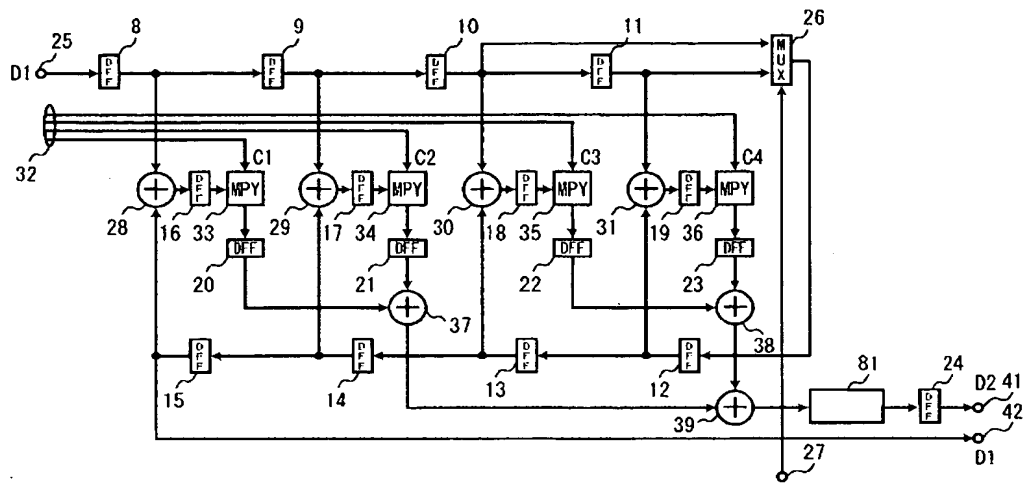 8 9 10 11 26
25
D1 DFF DFF DFF DFF MUX
32 C1 C2 C3 C4
DFF MPY DFF MPY DFF MPY DFF MPY
28 16 33 29 17 34 30 18 35 31 19 36
DFF DFF DFF DFF
20 21 22 23
37 38
DFF DFF DFF DFF
15 14 13 12 81 24 D2 41
DFF 42
39
D1
27